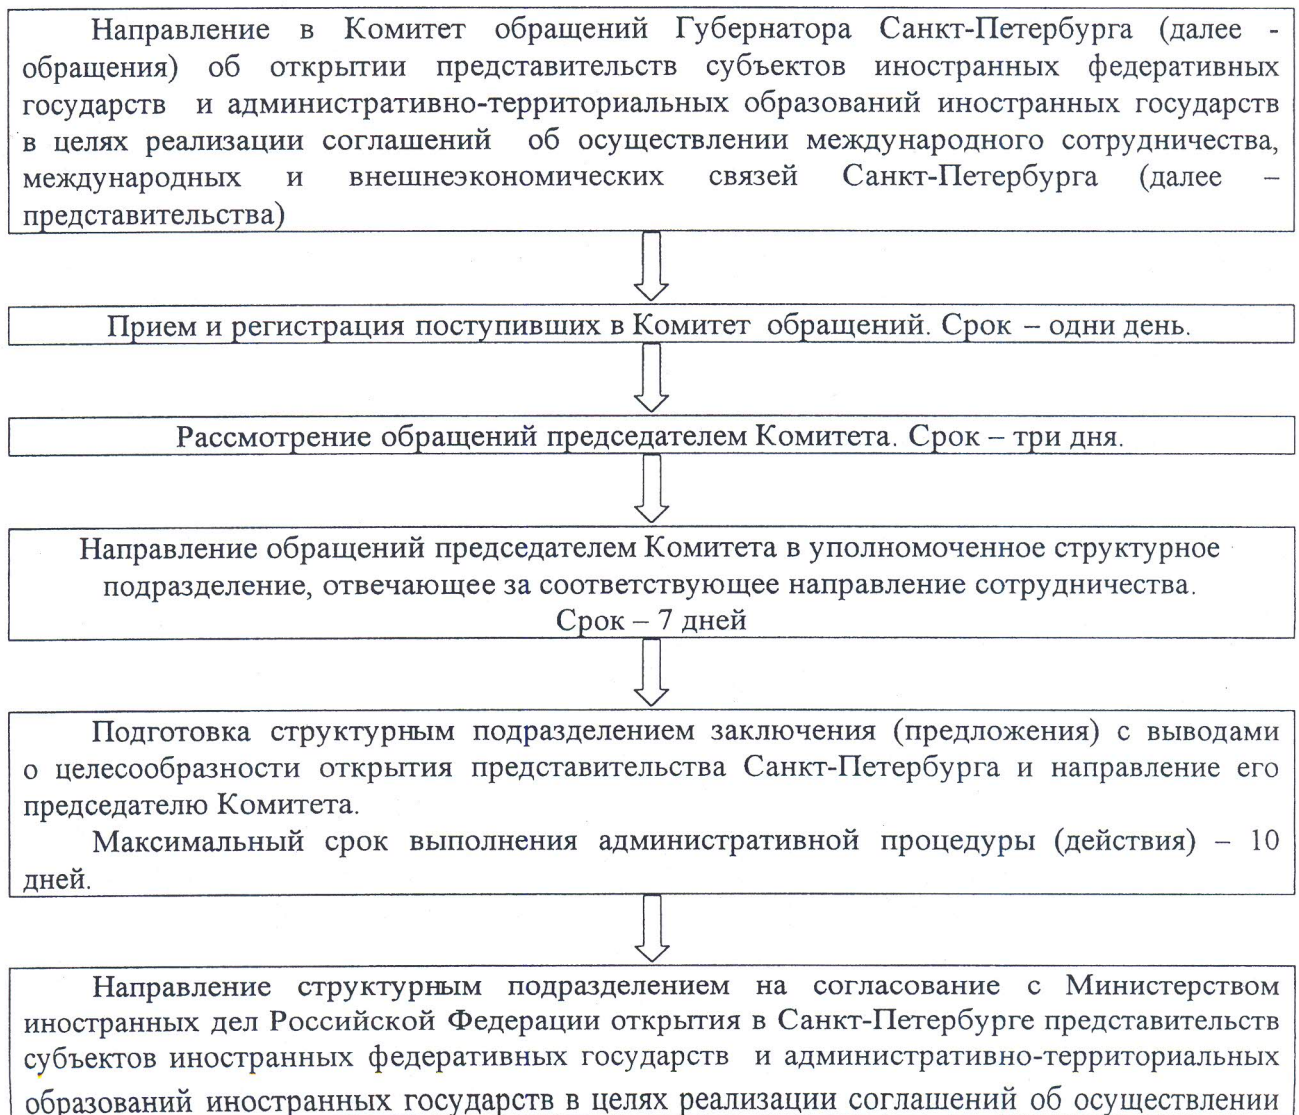 Направление в Комитет обращений Губернатора Санкт-Петербурга (далее -
обращения) об открытии представительств субъектов иностранных федеративных
государств и административно-территориальных образований иностранных государств
в целях реализации соглашений об осуществлении международного сотрудничества,
международных и внешнеэкономических связей Санкт-Петербурга (далее –
представительства)
Прием и регистрация поступивших в Комитет обращений. Срок – одни день.
Рассмотрение обращений председателем Комитета. Срок – три дня.
Направление обращений председателем Комитета в уполномоченное структурное
подразделение, отвечающее за соответствующее направление сотрудничества.
Срок – 7 дней
Подготовка структурным подразделением заключения (предложения) с выводами
о целесообразности открытия представительства Санкт-Петербурга и направление его
председателю Комитета.
Максимальный срок выполнения административной процедуры (действия) – 10
дней.
Направление структурным подразделением на согласование с Министерством
иностранных дел Российской Федерации открытия в Санкт-Петербурге представительств
субъектов иностранных федеративных государств и административно-территориальных
образований иностранных государств в целях реализации соглашений об осуществлении